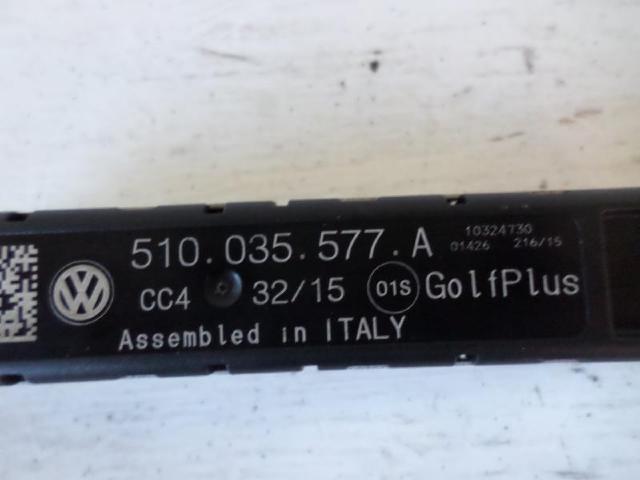 510.035.577.A
10324730
01426 216/15
CC4 32/15 01S GolfPlus
Assembled in ITALY